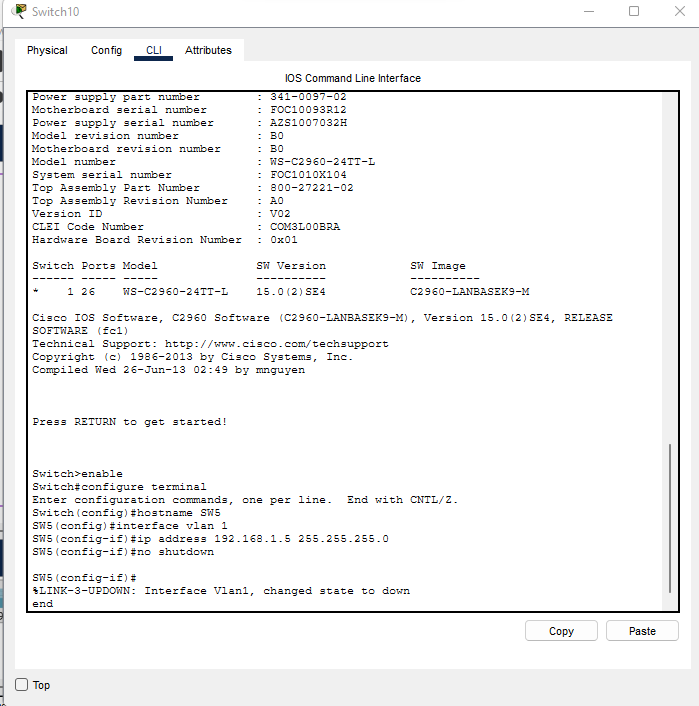 Switch10
Physical Config CLI Attributes
IOS Command Line Interface
Power supply part number : 341-0097-02
Motherboard serial number : FOC10093R12
Power supply serial number : AZS1007032H
Model revision number : B0
Motherboard revision number : B0
Model number : WS-C2960-24TT-L
System serial number : FOC1010X104
Top Assembly Part Number : 800-27221-02
Top Assembly Revision Number : A0
Version ID : V02
CLEI Code Number : COM3L00BRA
Hardware Board Revision Number : 0x01
Switch Ports Model SW Version SW Image
------ ----- ----- ---------- ----------
* 1 26 WS-C2960-24TT-L 15.0(2)SE4 C2960-LANBASEK9-M
Cisco IOS Software, C2960 Software (C2960-LANBASEK9-M), Version 15.0(2)SE4, RELEASE
SOFTWARE (fc1)
Technical Support: http://www.cisco.com/techsupport
Copyright (c) 1986-2013 by Cisco Systems, Inc.
Compiled Wed 26-Jun-13 02:49 by mnguyen
Press RETURN to get started!
Switch>enable
Switch#configure terminal
Enter configuration commands, one per line. End with CNTL/Z.
Switch(config)#hostname SW5
SW5(config)#interface vlan 1
SW5(config-if)#ip address 192.168.1.5 255.255.255.0
SW5(config-if)#no shutdown
SW5(config-if)#
%LINK-3-UPDOWN: Interface Vlan1, changed state to down
end
Copy Paste
Top